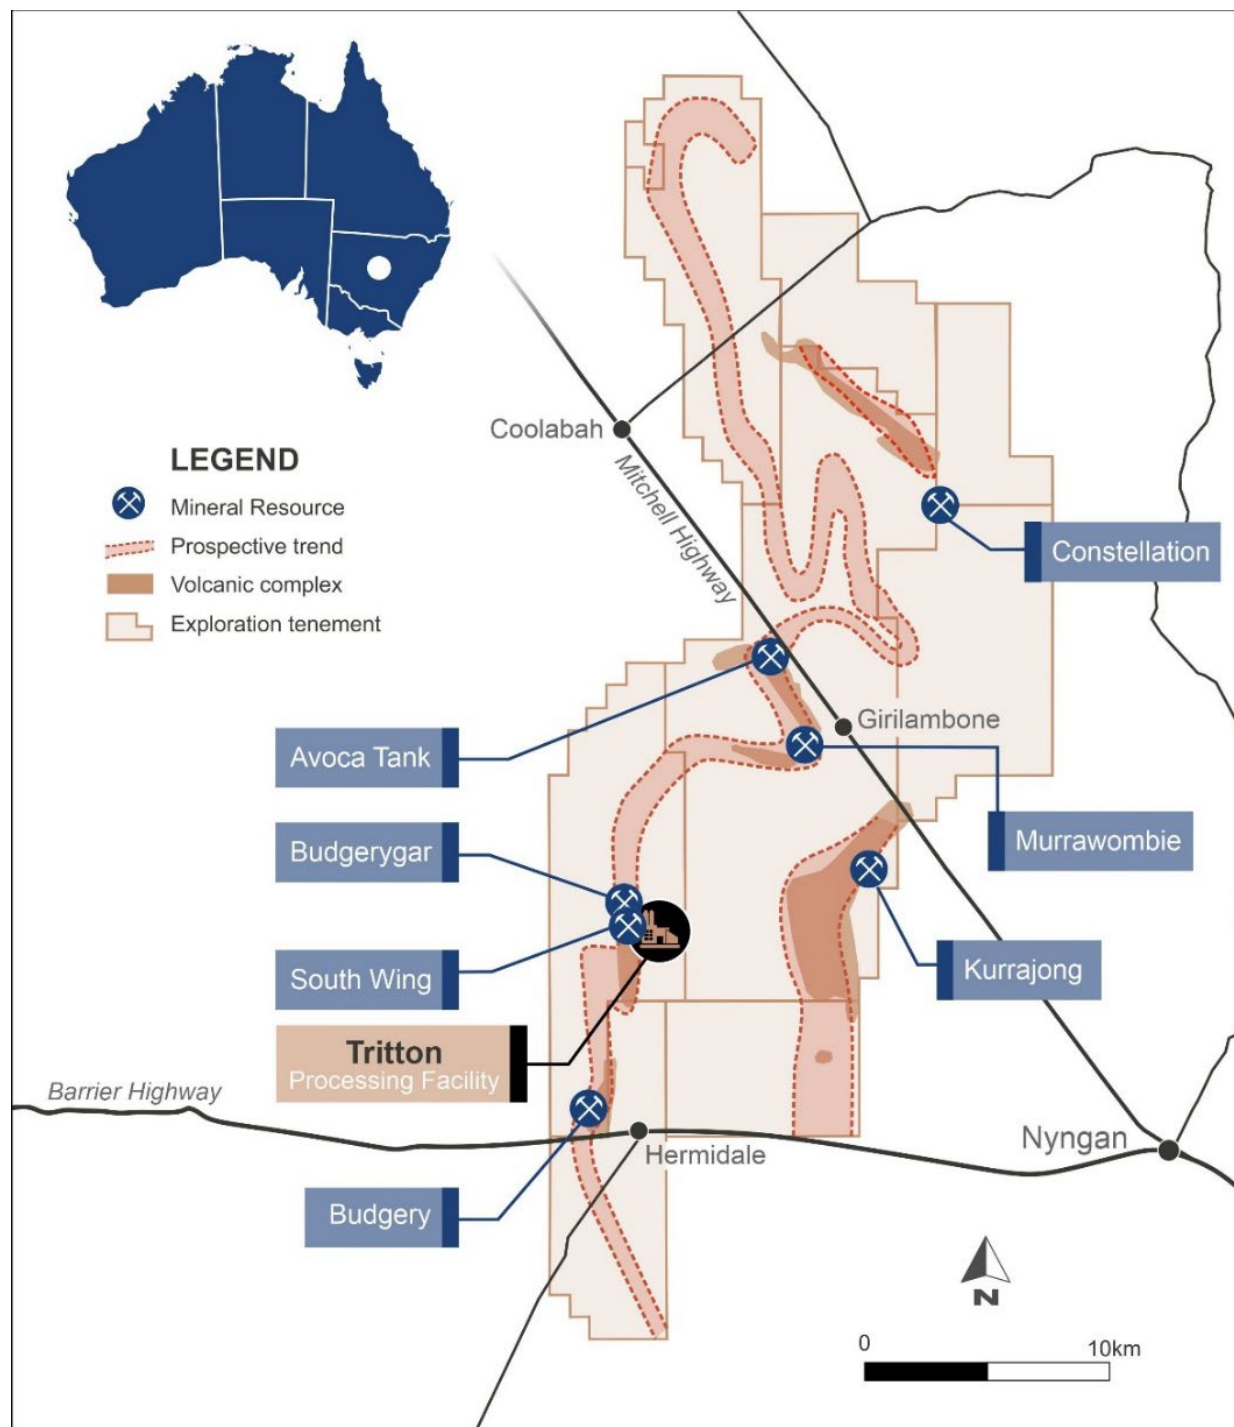 LEGEND
Mineral Resource
Prospective trend
Volcanic complex
Exploration tenement
Coolabah
Mitchell Highway
Constellation
Avoca Tank
Girilambone
Budgerygar
Murrawombie
South Wing
Kurrajong
Tritton
Processing Facility
Barrier Highway
Hermidale
Nyngan
Budgery
N
0
10km